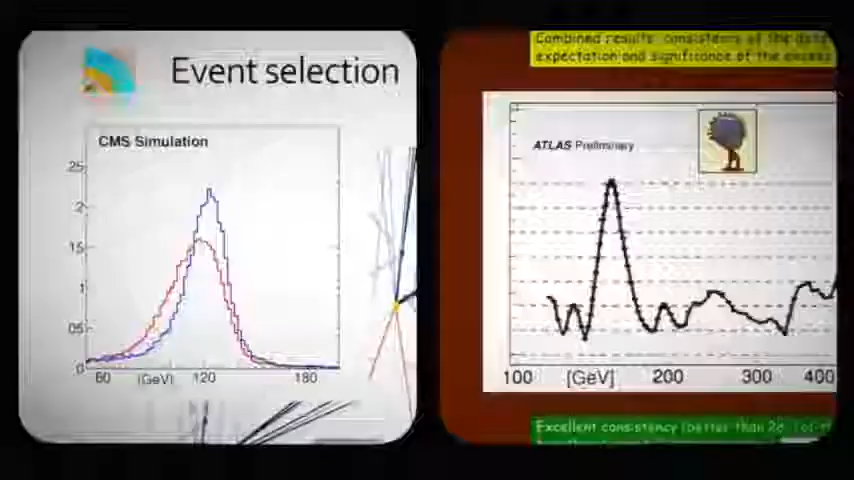 Event selection
CMS Simulation
25
2
15
1
05
0
60
(GeV)
120
180
Combined results: consistency of the data
expectation and significance of the excess
ATLAS Preliminary
100
[GeV]
200
300
400
Excellent consistency (better than 2σ